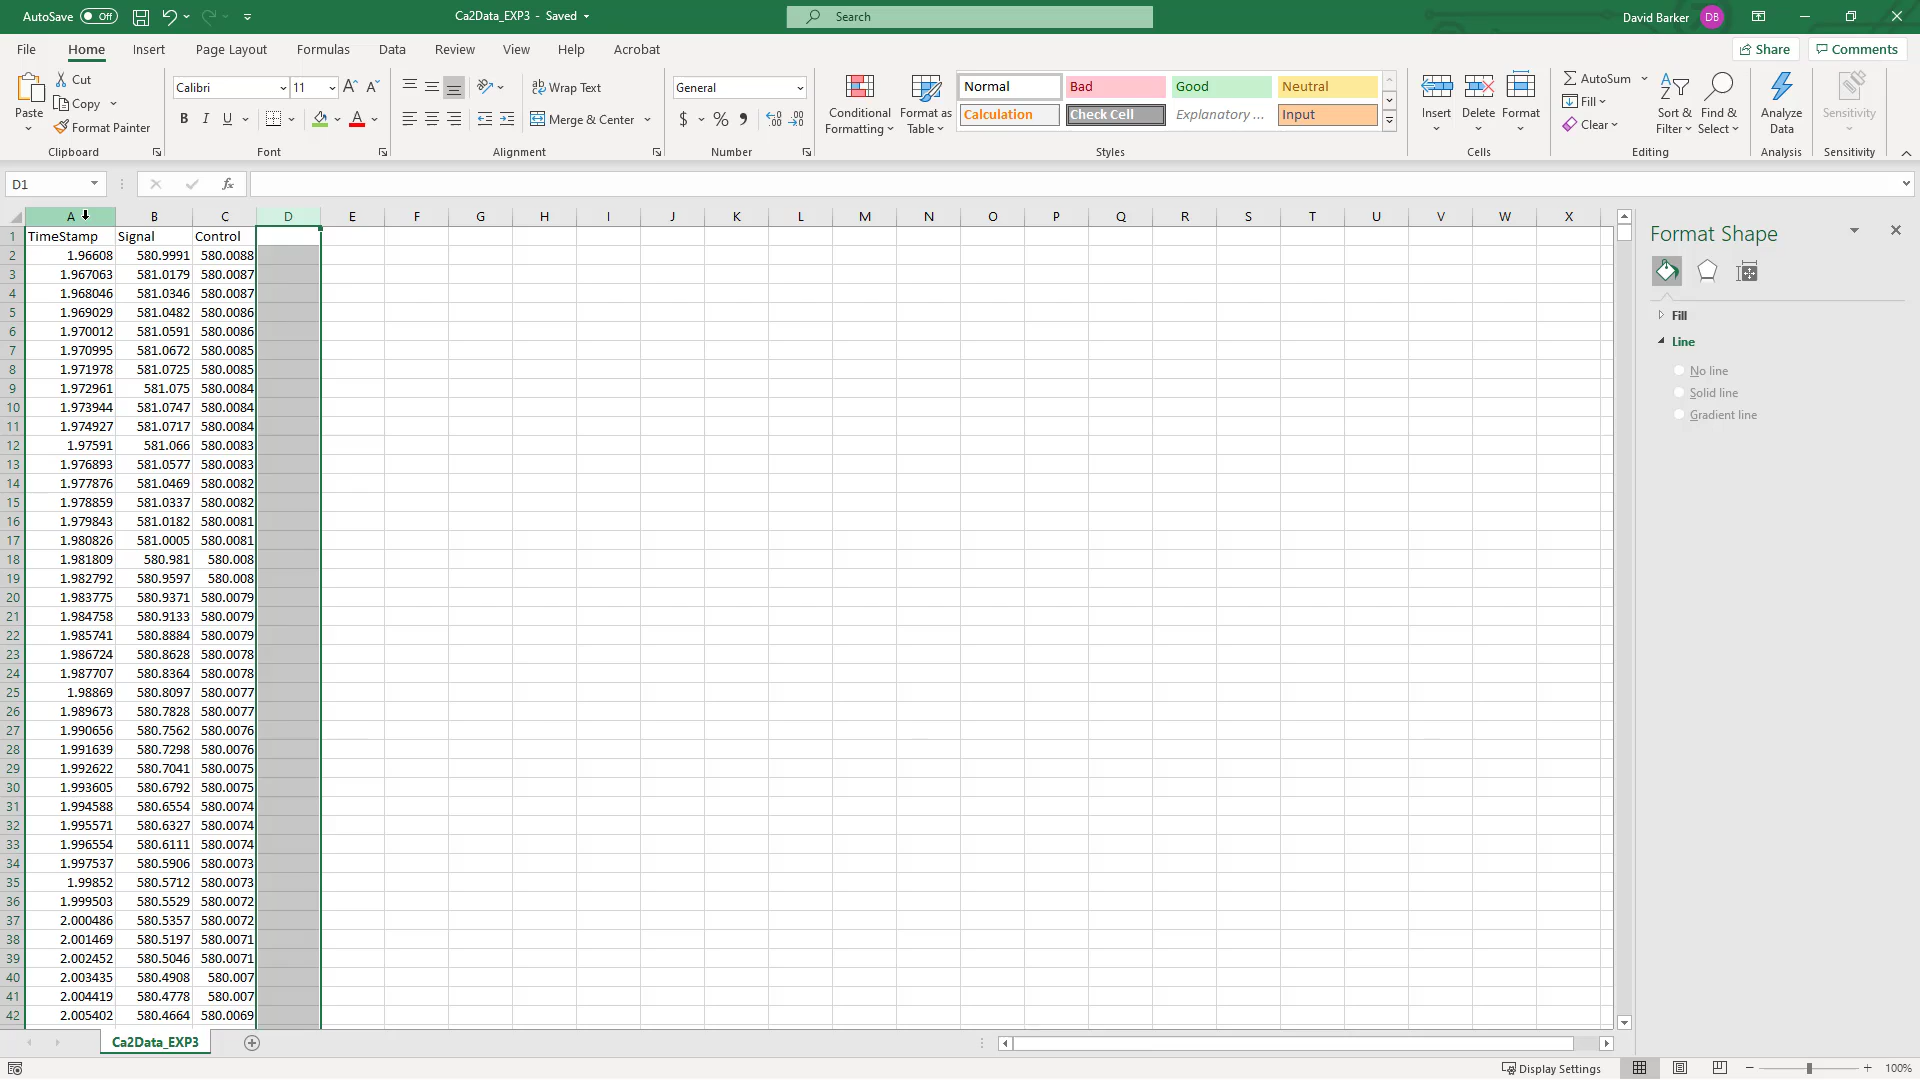 AutoSave Off Ca2Data_EXP3 - Saved Search David Barker DB
File Home Insert Page Layout Formulas Data Review View Help Acrobat Share Comments
Paste Cut Copy Format Painter Clipboard
Calibri 11 B I U A A A A Font
Wrap Text Merge & Center Alignment
General $ % Number
Conditional Formatting Format as Table Normal Bad Good Neutral Calculation Check Cell Explanatory ... Input Styles
Insert Delete Format Cells
AutoSum Fill Clear Sort & Filter Find & Select Editing
Analyze Data Analysis Sensitivity Sensitivity
D1 fx
A B C D E F G H I J K L M N O P Q R S T U V W X
1 TimeStamp Signal Control
2 1.96608 580.9991 580.0088
3 1.967063 581.0179 580.0087
4 1.968046 581.0346 580.0087
5 1.969029 581.0482 580.0086
6 1.970012 581.0591 580.0086
7 1.970995 581.0672 580.0085
8 1.971978 581.0725 580.0085
9 1.972961 581.075 580.0084
10 1.973944 581.0747 580.0084
11 1.974927 581.0717 580.0084
12 1.97591 581.066 580.0083
13 1.976893 581.0577 580.0083
14 1.977876 581.0469 580.0082
15 1.978859 581.0337 580.0082
16 1.979843 581.0182 580.0081
17 1.980826 581.0005 580.0081
18 1.981809 580.981 580.008
19 1.982792 580.9597 580.008
20 1.983775 580.9371 580.0079
21 1.984758 580.9133 580.0079
22 1.985741 580.8884 580.0079
23 1.986724 580.8628 580.0078
24 1.987707 580.8364 580.0078
25 1.98869 580.8097 580.0077
26 1.989673 580.7828 580.0077
27 1.990656 580.7562 580.0076
28 1.991639 580.7298 580.0076
29 1.992622 580.7041 580.0075
30 1.993605 580.6792 580.0075
31 1.994588 580.6554 580.0074
32 1.995571 580.6327 580.0074
33 1.996554 580.6111 580.0074
34 1.997537 580.5906 580.0073
35 1.99852 580.5712 580.0073
36 1.999503 580.5529 580.0072
37 2.000486 580.5357 580.0072
38 2.001469 580.5197 580.0071
39 2.002452 580.5046 580.0071
40 2.003435 580.4908 580.007
41 2.004419 580.4778 580.007
42 2.005402 580.4664 580.0069
Format Shape
Fill
Line
No line
Solid line
Gradient line
Ca2Data_EXP3
Display Settings 100%